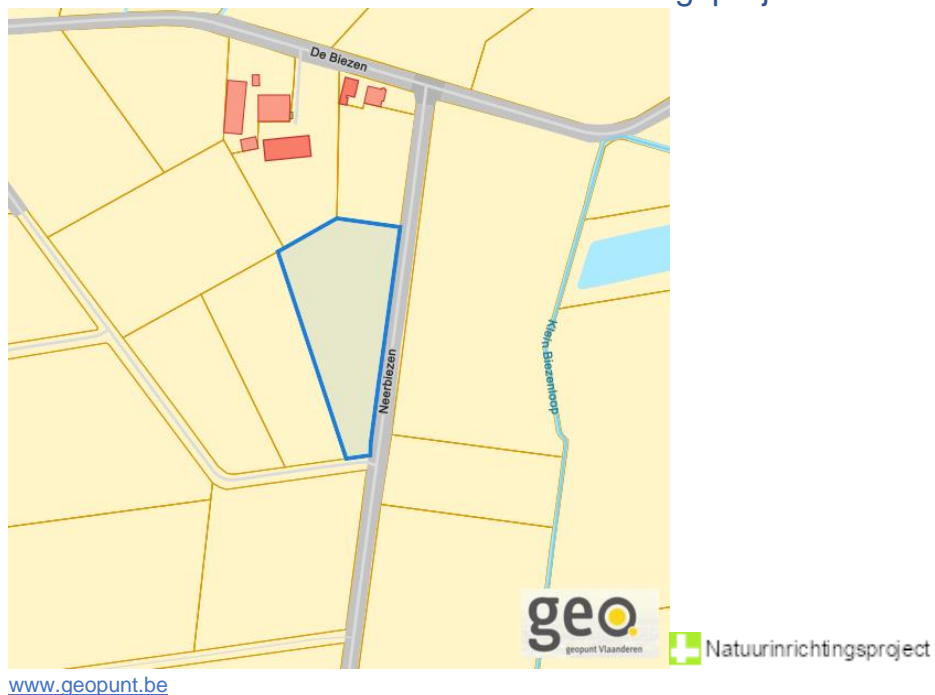 De Biezen
Neerbiezen
Klein Biezenloop
geo.
geopunt Vlaanderen
Natuurinrichtingsproject
www.geopunt.be